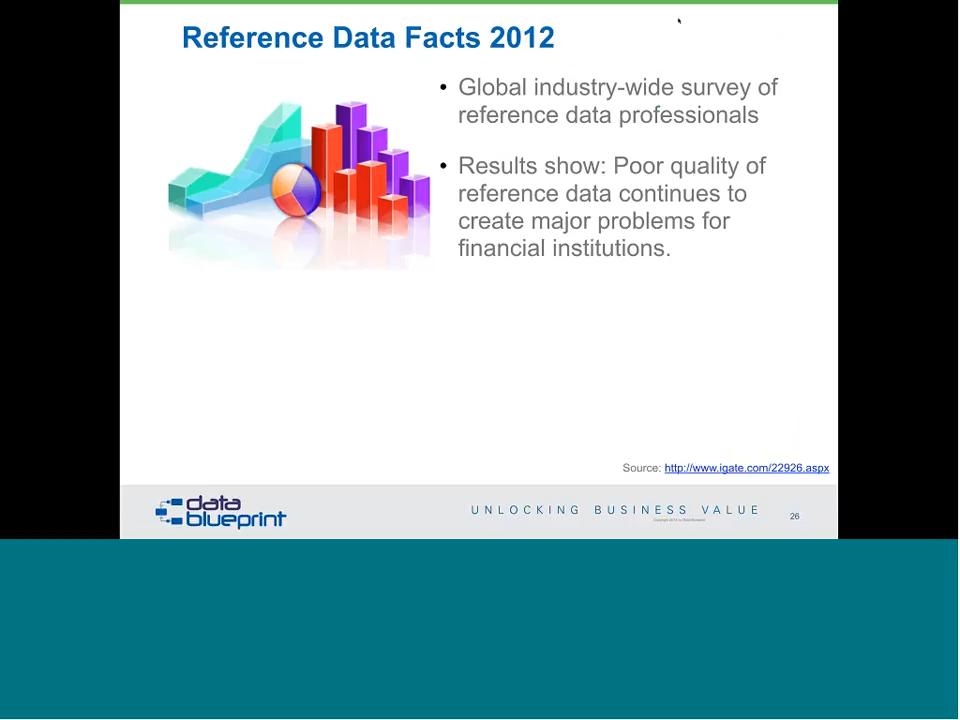 Reference Data Facts 2012
• Global industry-wide survey of
reference data professionals
• Results show: Poor quality of
reference data continues to
create major problems for
financial institutions.
Source: http://www.igate.com/22926.aspx
data
blueprint
UNLOCKING BUSINESS VALUE
26